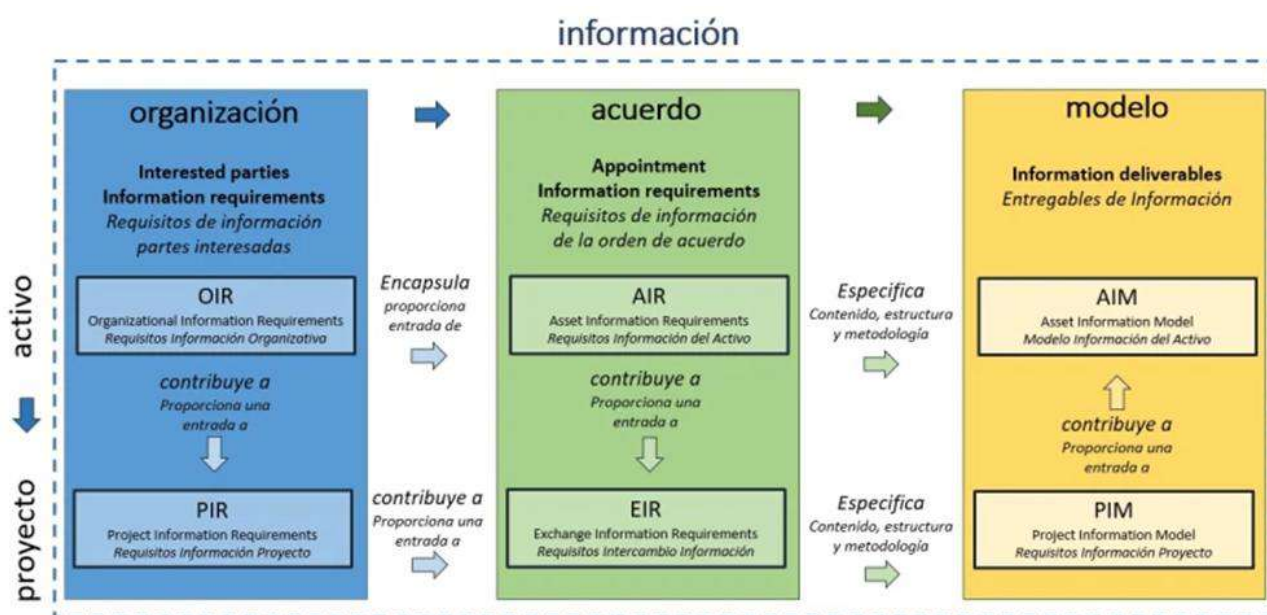 información
organización
Interested parties
Information requirements
Requisitos de información
partes interesadas
OIR
Organizational Information Requirements
Requisitos Información Organizativa
contribuye a
Proporciona una
entrada a
PIR
Project Information Requirements
Requisitos Información Proyecto
Encapsula
proporciona
entrada de
contribuye a
Proporciona una
entrada a
acuerdo
Appointment
Information requirements
Requisitos de información
de la orden de acuerdo
AIR
Asset Information Requirements
Requisitos Información del Activo
contribuye a
Proporciona una
entrada a
EIR
Exchange Information Requirements
Requisitos Intercambio Información
Especifica
Contenido, estructura
y metodología
Especifica
Contenido, estructura
y metodología
modelo
Information deliverables
Entregables de Información
AIM
Asset Information Model
Modelo Información del Activo
contribuye a
Proporciona una
entrada a
PIM
Project Information Model
Requisitos Información Proyecto
activo
proyecto